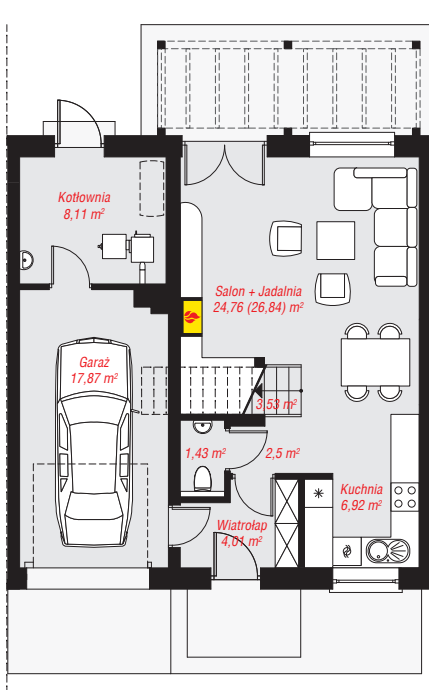 Kotłownia
8,11 m²
Salon + Jadalnia
24,76 (26,84) m²
Garaż
17,87 m²
3,53 m²
1,43 m²
2,5 m²
Kuchnia
6,92 m²
Wiatrołap
4,01 m²